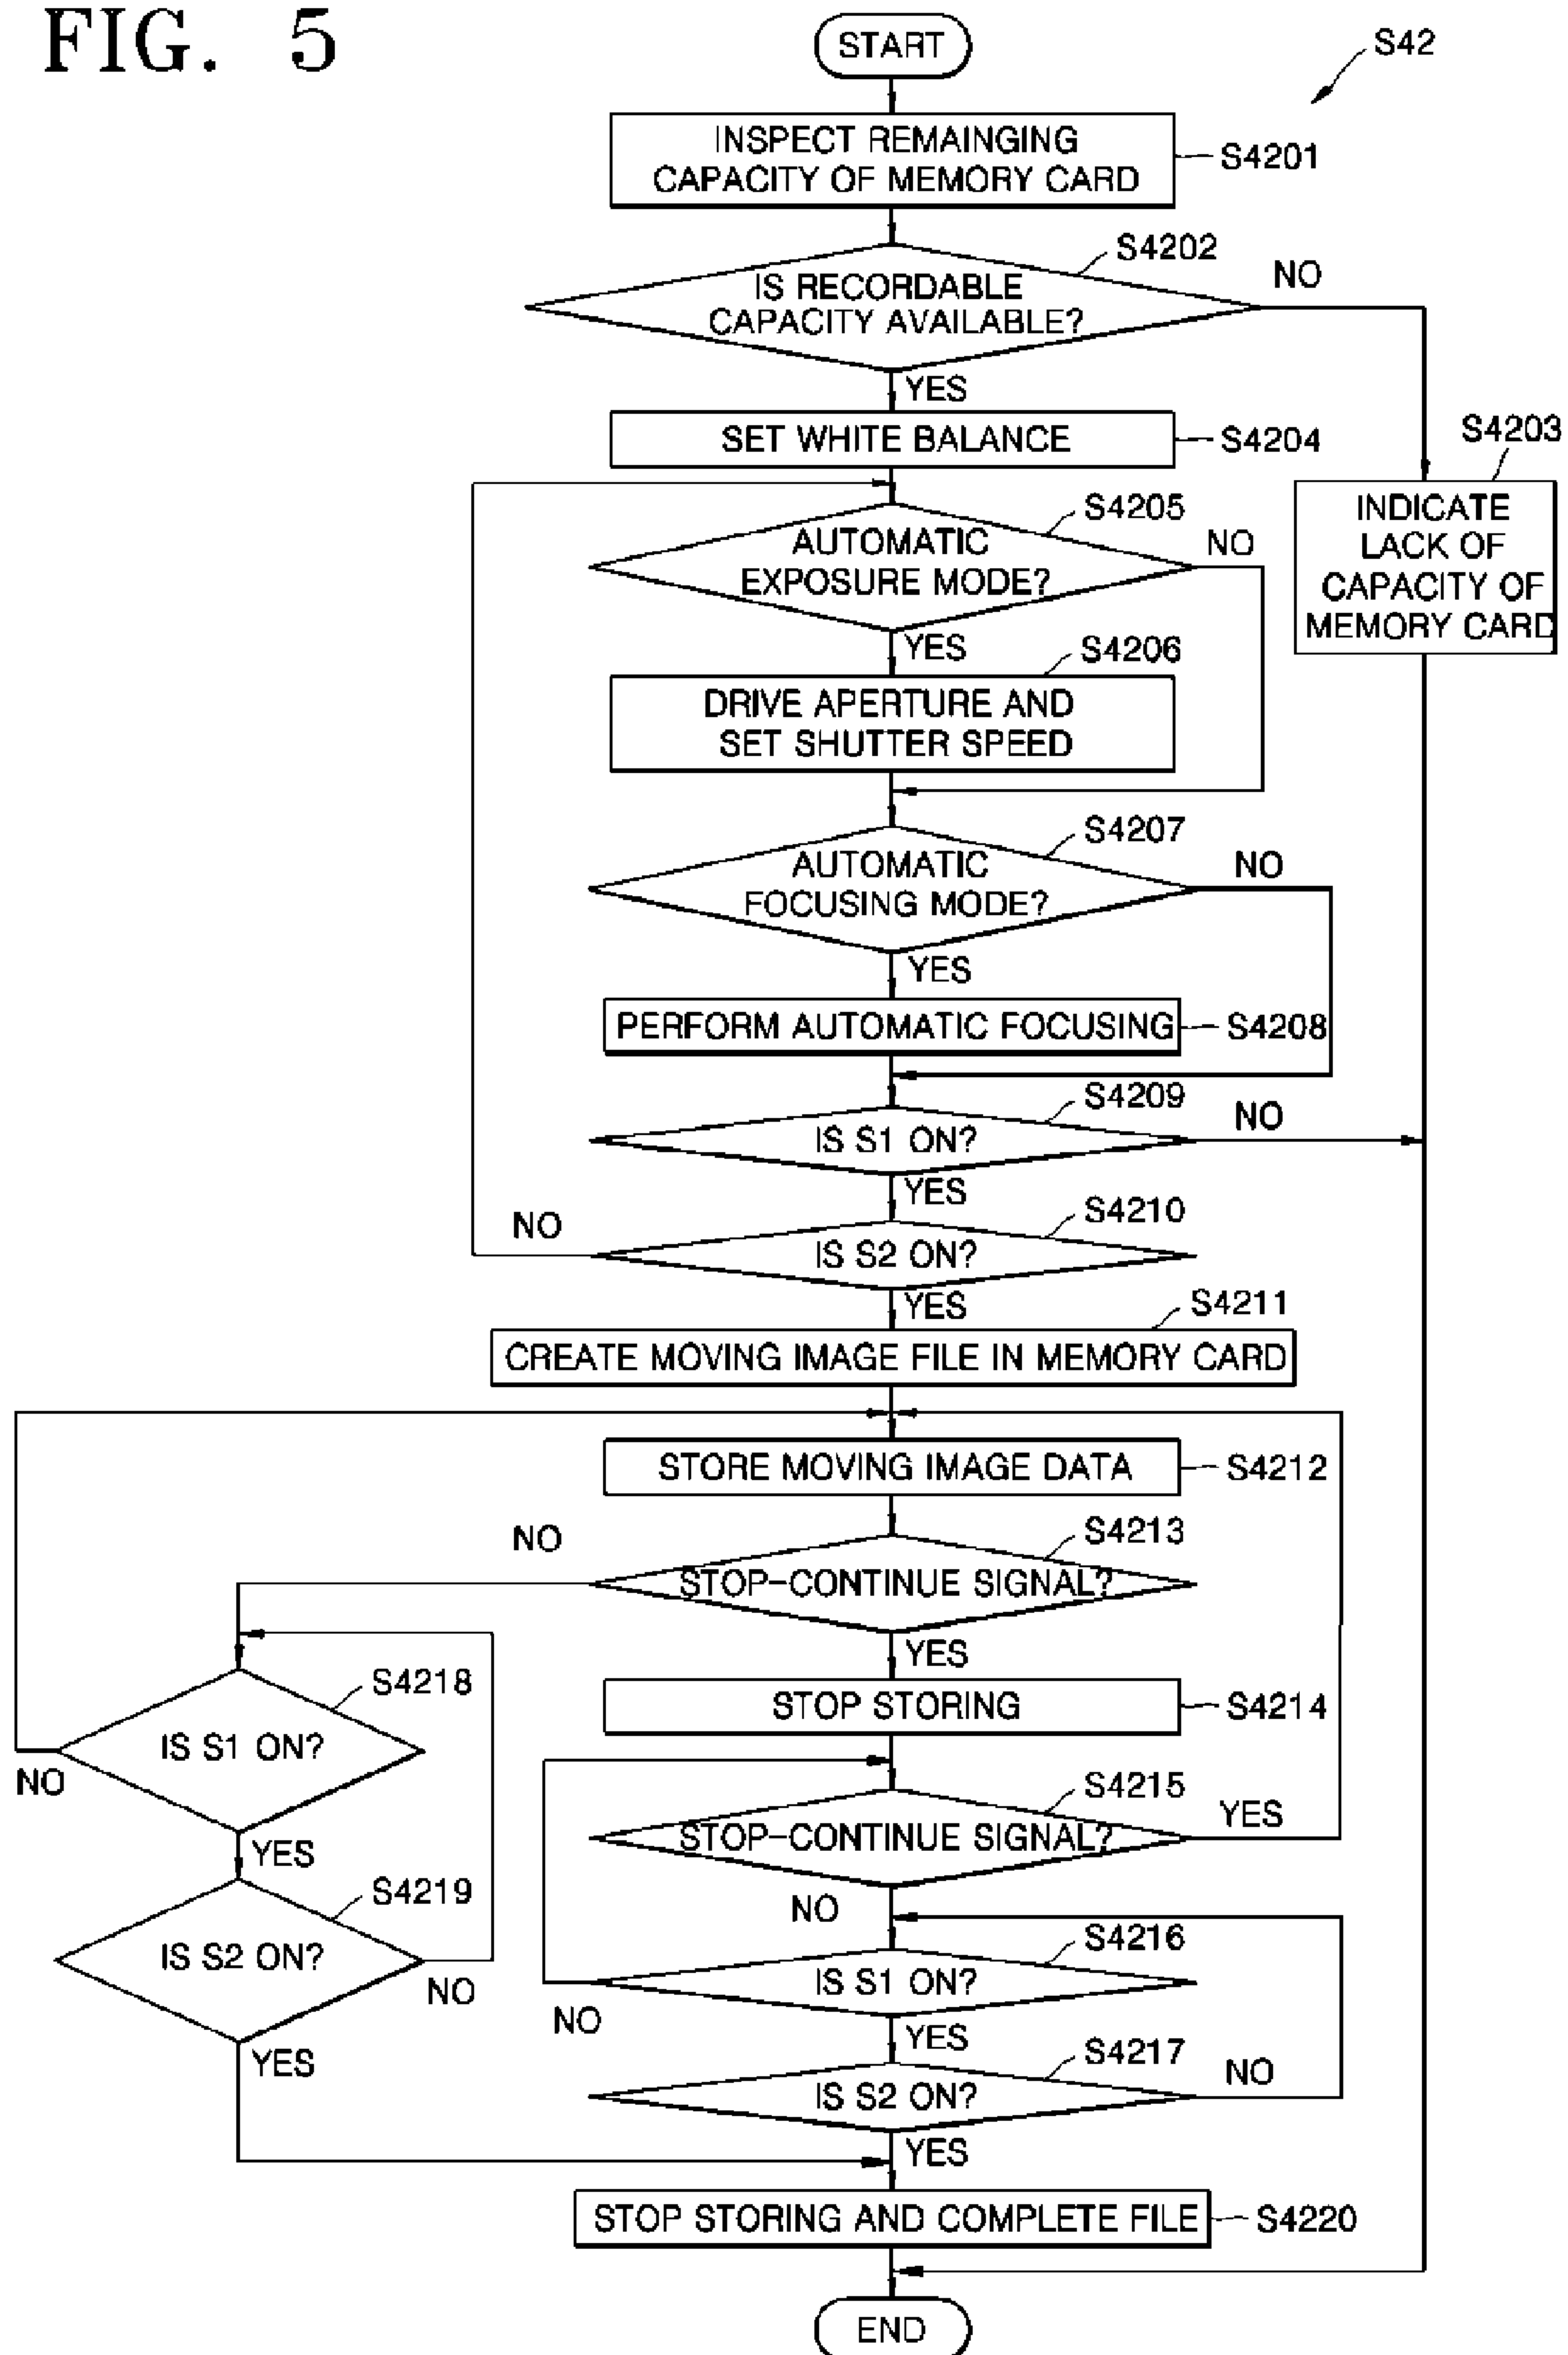 FIG. 5
START
S42
INSPECT REMAINGING
CAPACITY OF MEMORY CARD
S4201
S4202
IS RECORDABLE
CAPACITY AVAILABLE?
NO
YES
SET WHITE BALANCE
S4204
S4203
INDICATE
LACK OF
CAPACITY OF
MEMORY CARD
S4205
AUTOMATIC
EXPOSURE MODE?
NO
YES
S4206
DRIVE APERTURE AND
SET SHUTTER SPEED
S4207
AUTOMATIC
FOCUSING MODE?
NO
YES
PERFORM AUTOMATIC FOCUSING
S4208
S4209
IS S1 ON?
NO
YES
S4210
NO
IS S2 ON?
YES
S4211
CREATE MOVING IMAGE FILE IN MEMORY CARD
STORE MOVING IMAGE DATA
S4212
NO
S4213
STOP-CONTINUE SIGNAL?
YES
STOP STORING
S4214
S4218
IS S1 ON?
NO
YES
S4215
STOP-CONTINUE SIGNAL?
YES
NO
S4219
IS S2 ON?
NO
YES
S4216
IS S1 ON?
NO
YES
S4217
IS S2 ON?
NO
YES
STOP STORING AND COMPLETE FILE
S4220
END